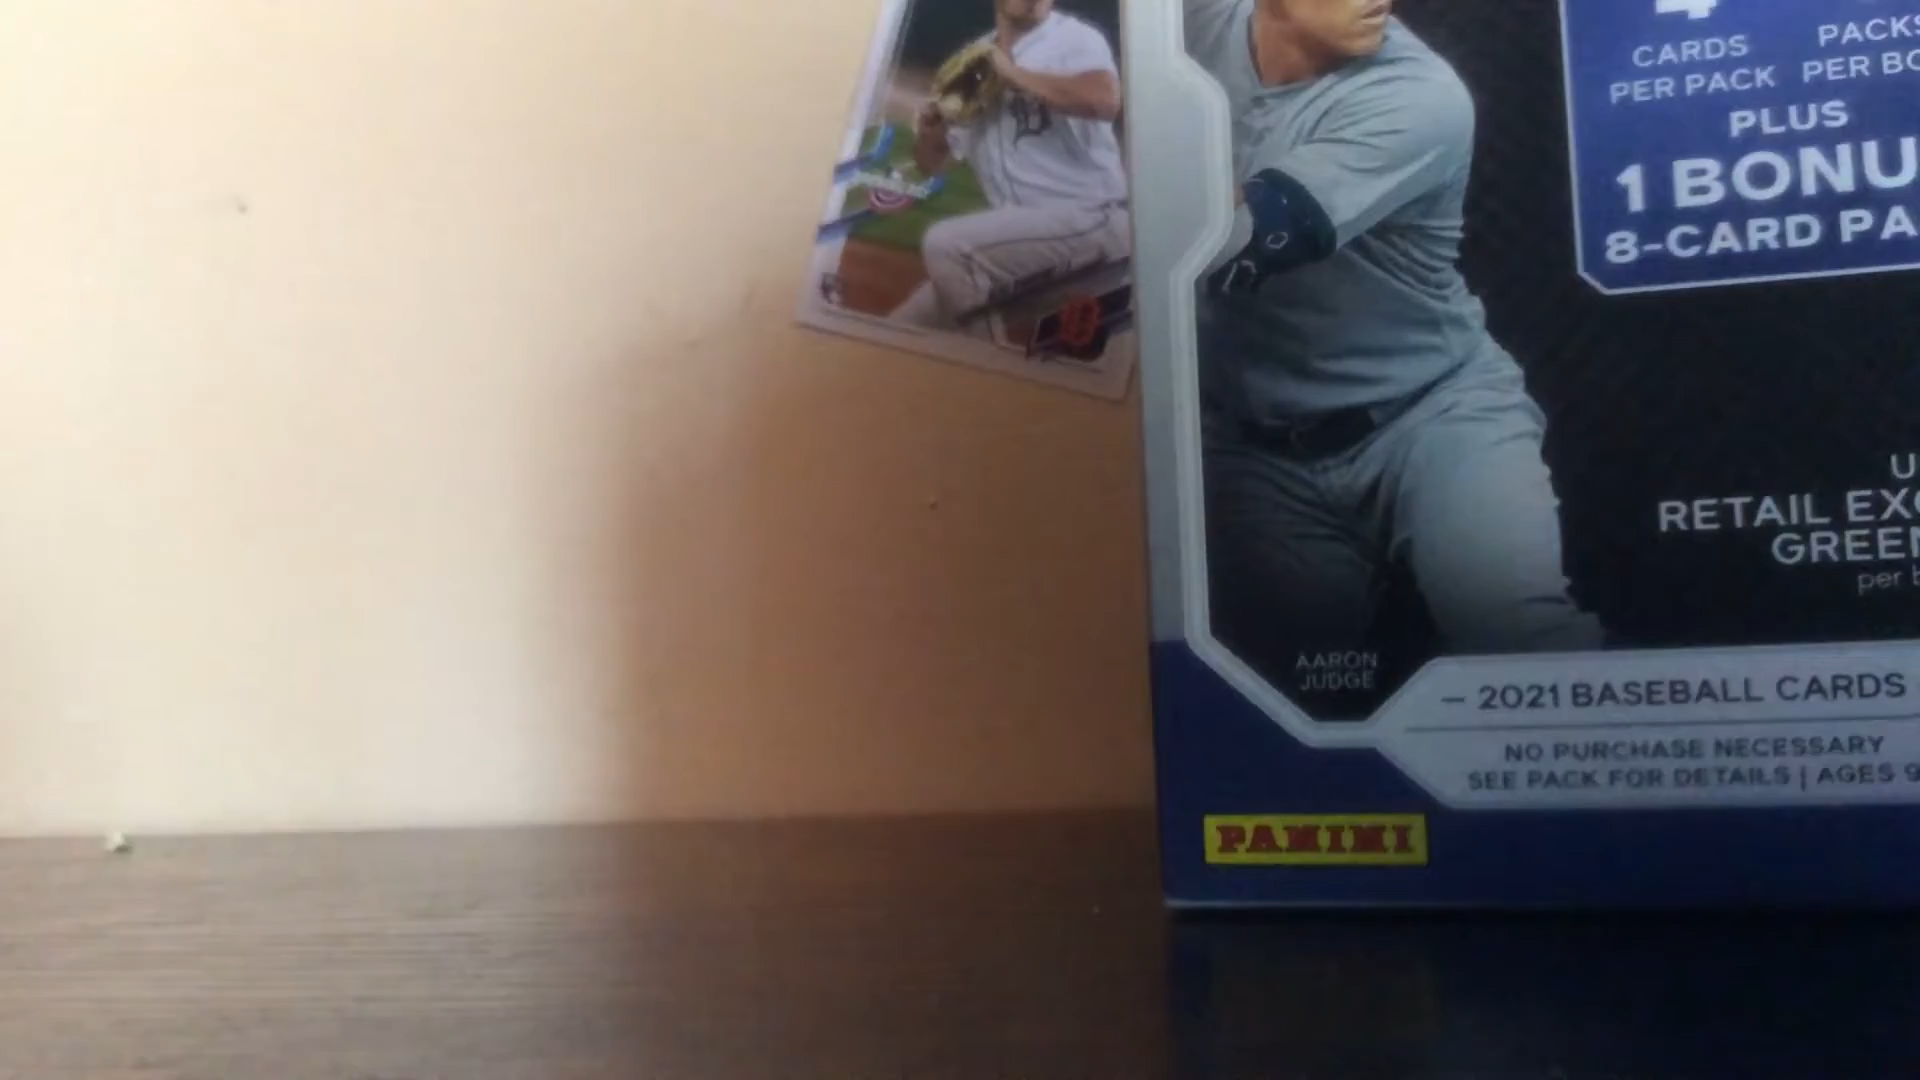 4
CARDS
PER PACK
PACKS
PER BO
PLUS
1 BONU
8-CARD PA
U
RETAIL EXC
GREEN
per b
AARON
JUDGE
— 2021 BASEBALL CARDS
NO PURCHASE NECESSARY
SEE PACK FOR DETAILS | AGES 9
PANINI